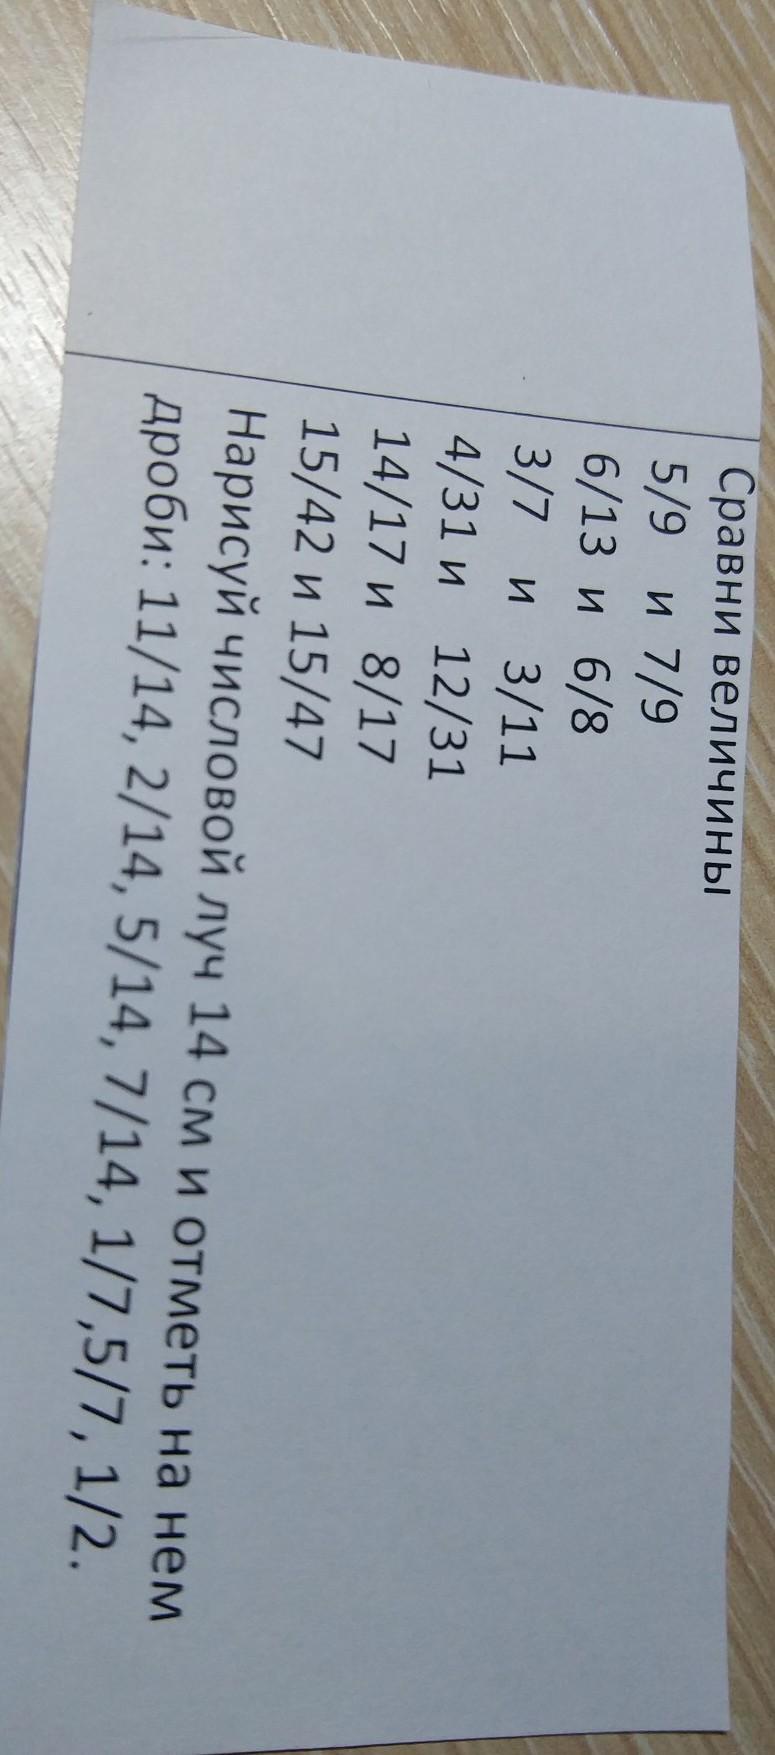 Сравни величины
5/9 и 7/9
6/13 и 6/8
3/7 и 3/11
4/31 и 12/31
14/17 и 8/17
15/42 и 15/47
Нарисуй числовой луч 14 см и отметь на нем
дроби: 11/14, 2/14, 5/14, 7/14, 1/7,5/7, 1/2.